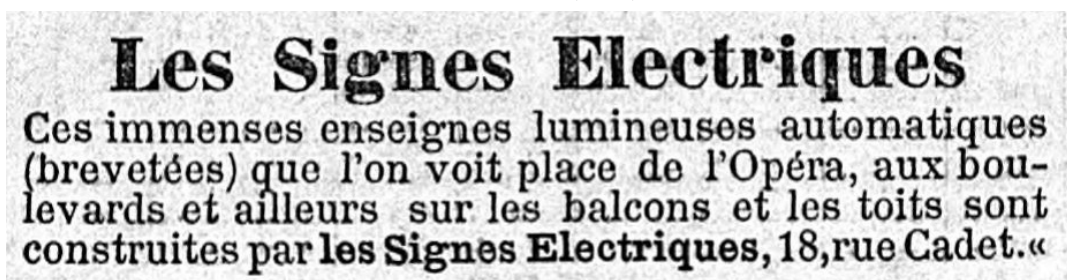 Les Signes Electriques
Ces immenses enseignes lumineuses automatiques
(brevetées) que l'on voit place de l'Opéra, aux bou-
levards et ailleurs sur les balcons et les toits sont
construites par les Signes Electriques, 18, rue Cadet.«